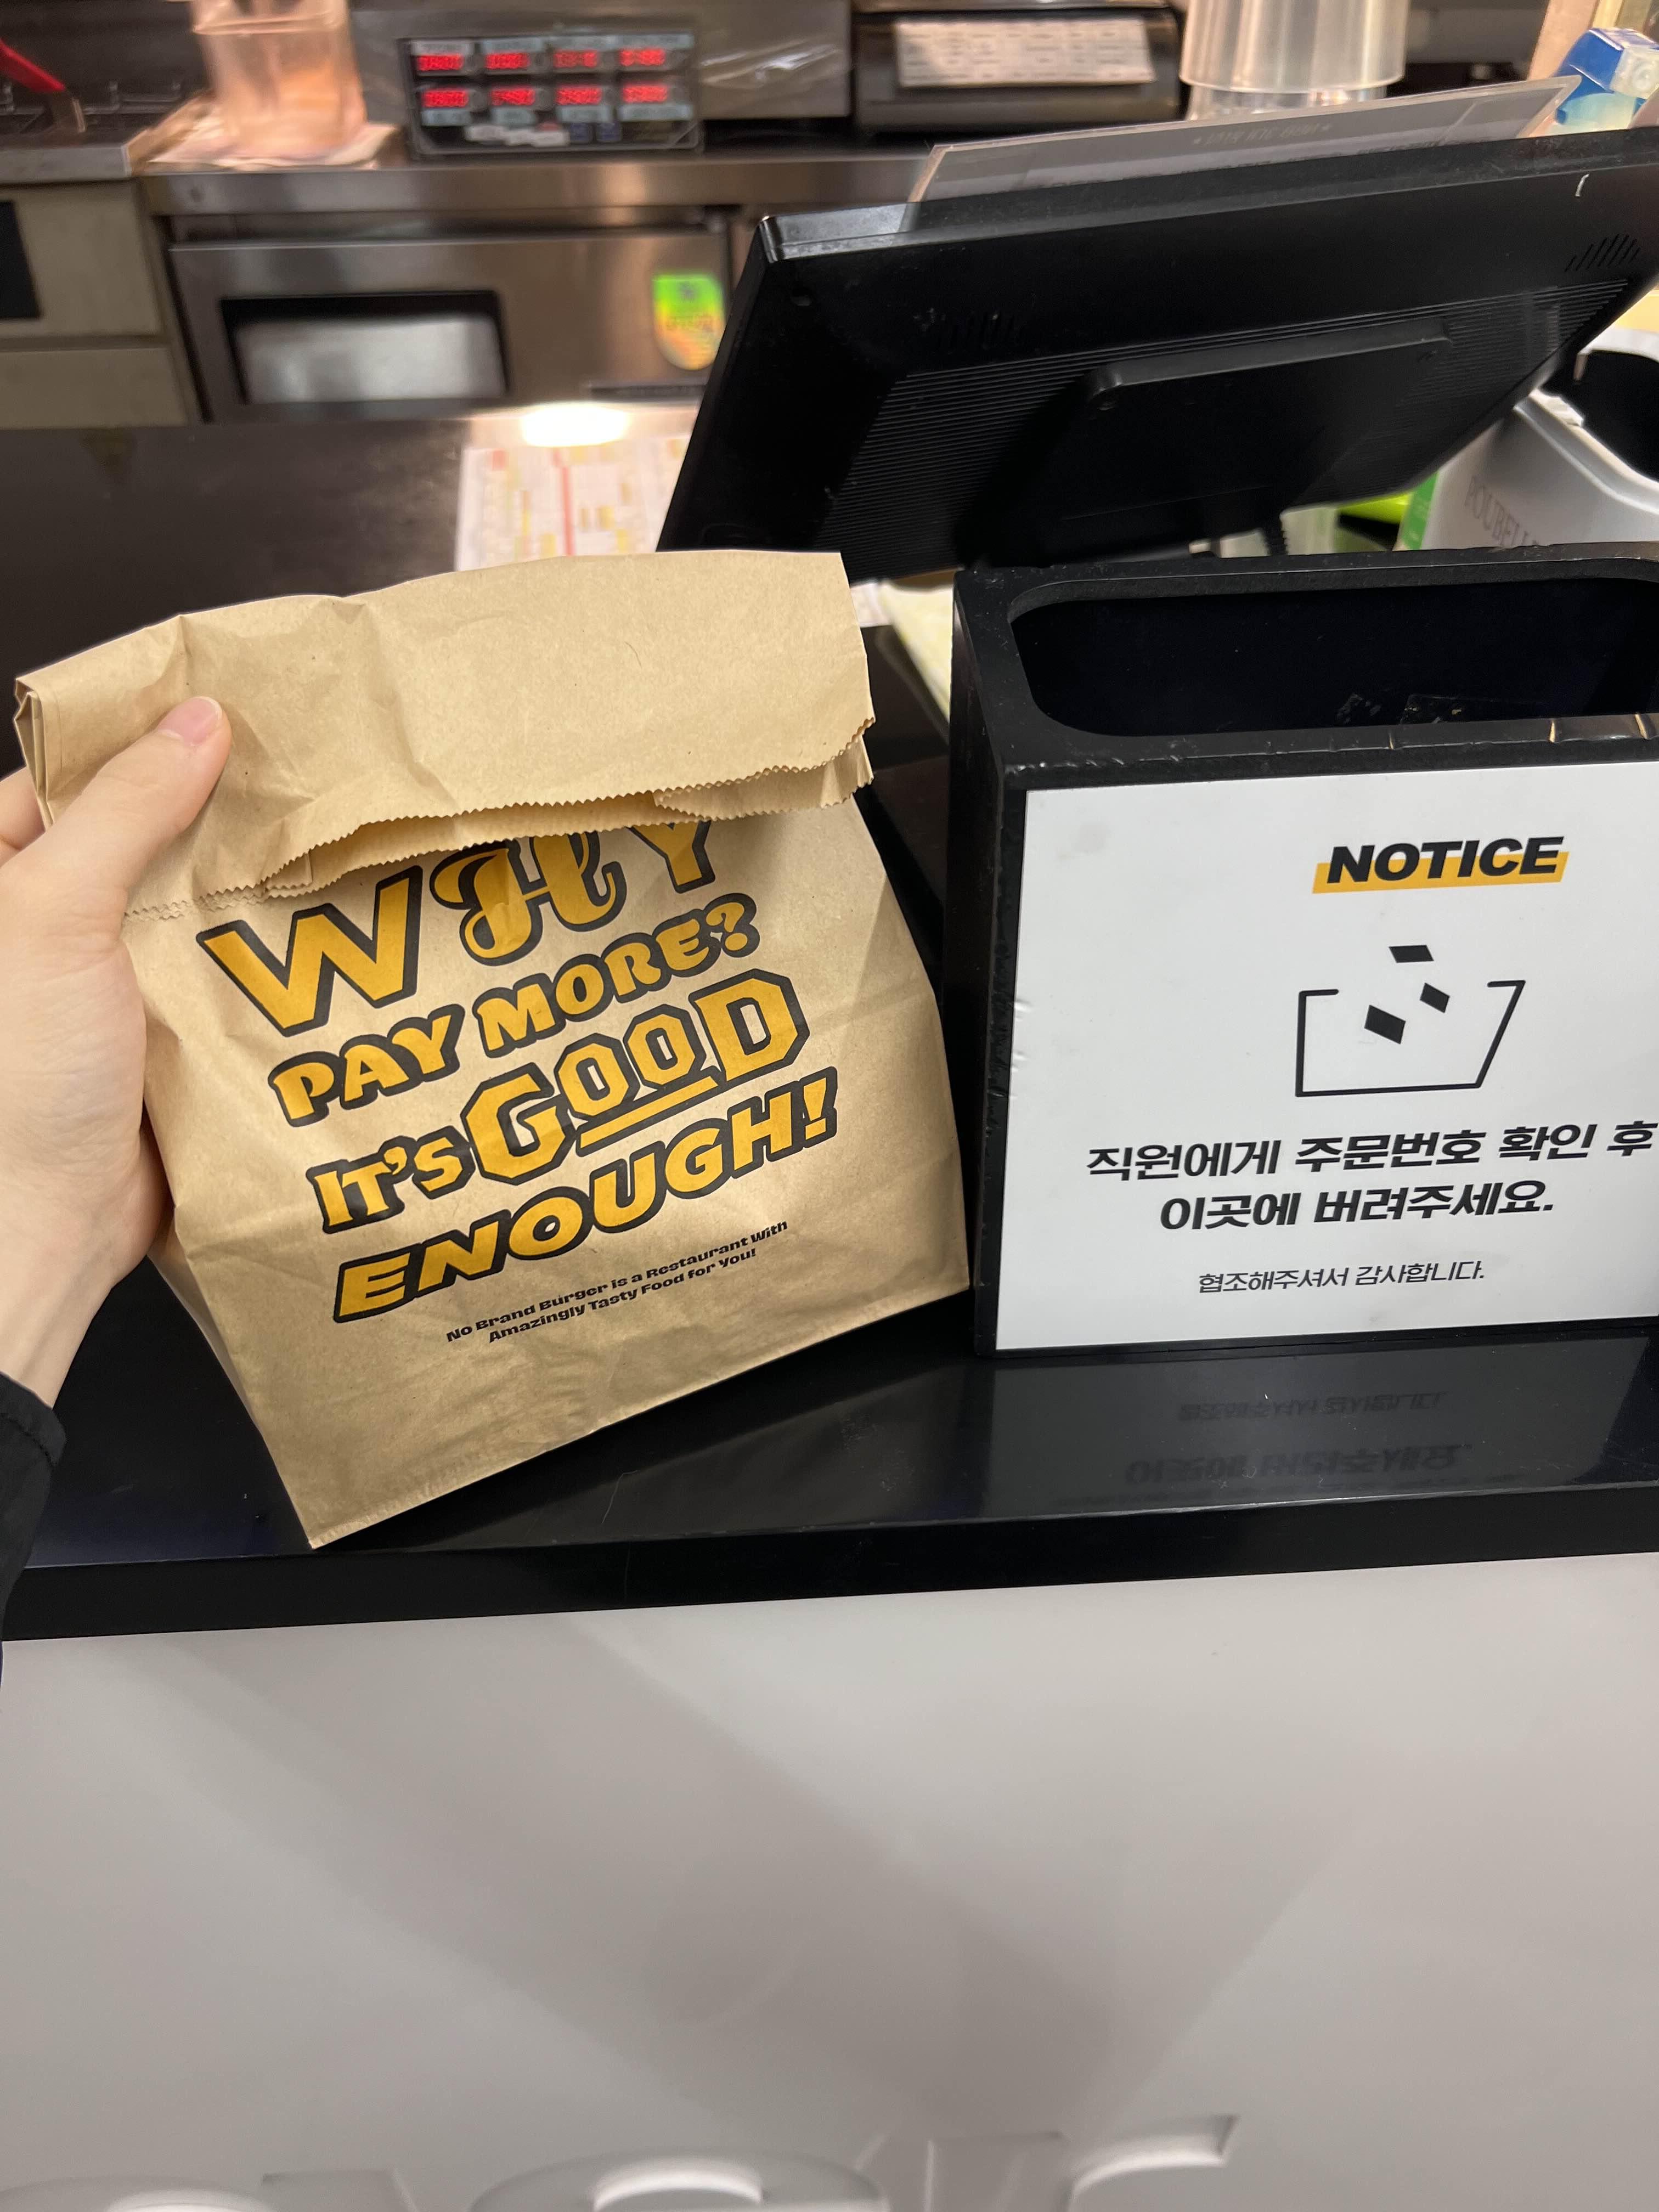 WHY
PAY MORE?
IT'S GOOD
ENOUGH!
No Brand Burger is a Restaurant With
Amazingly Tasty Food for You!
NOTICE
직원에게 주문번호 확인 후
이곳에 버려주세요.
협조해주셔서 감사합니다.